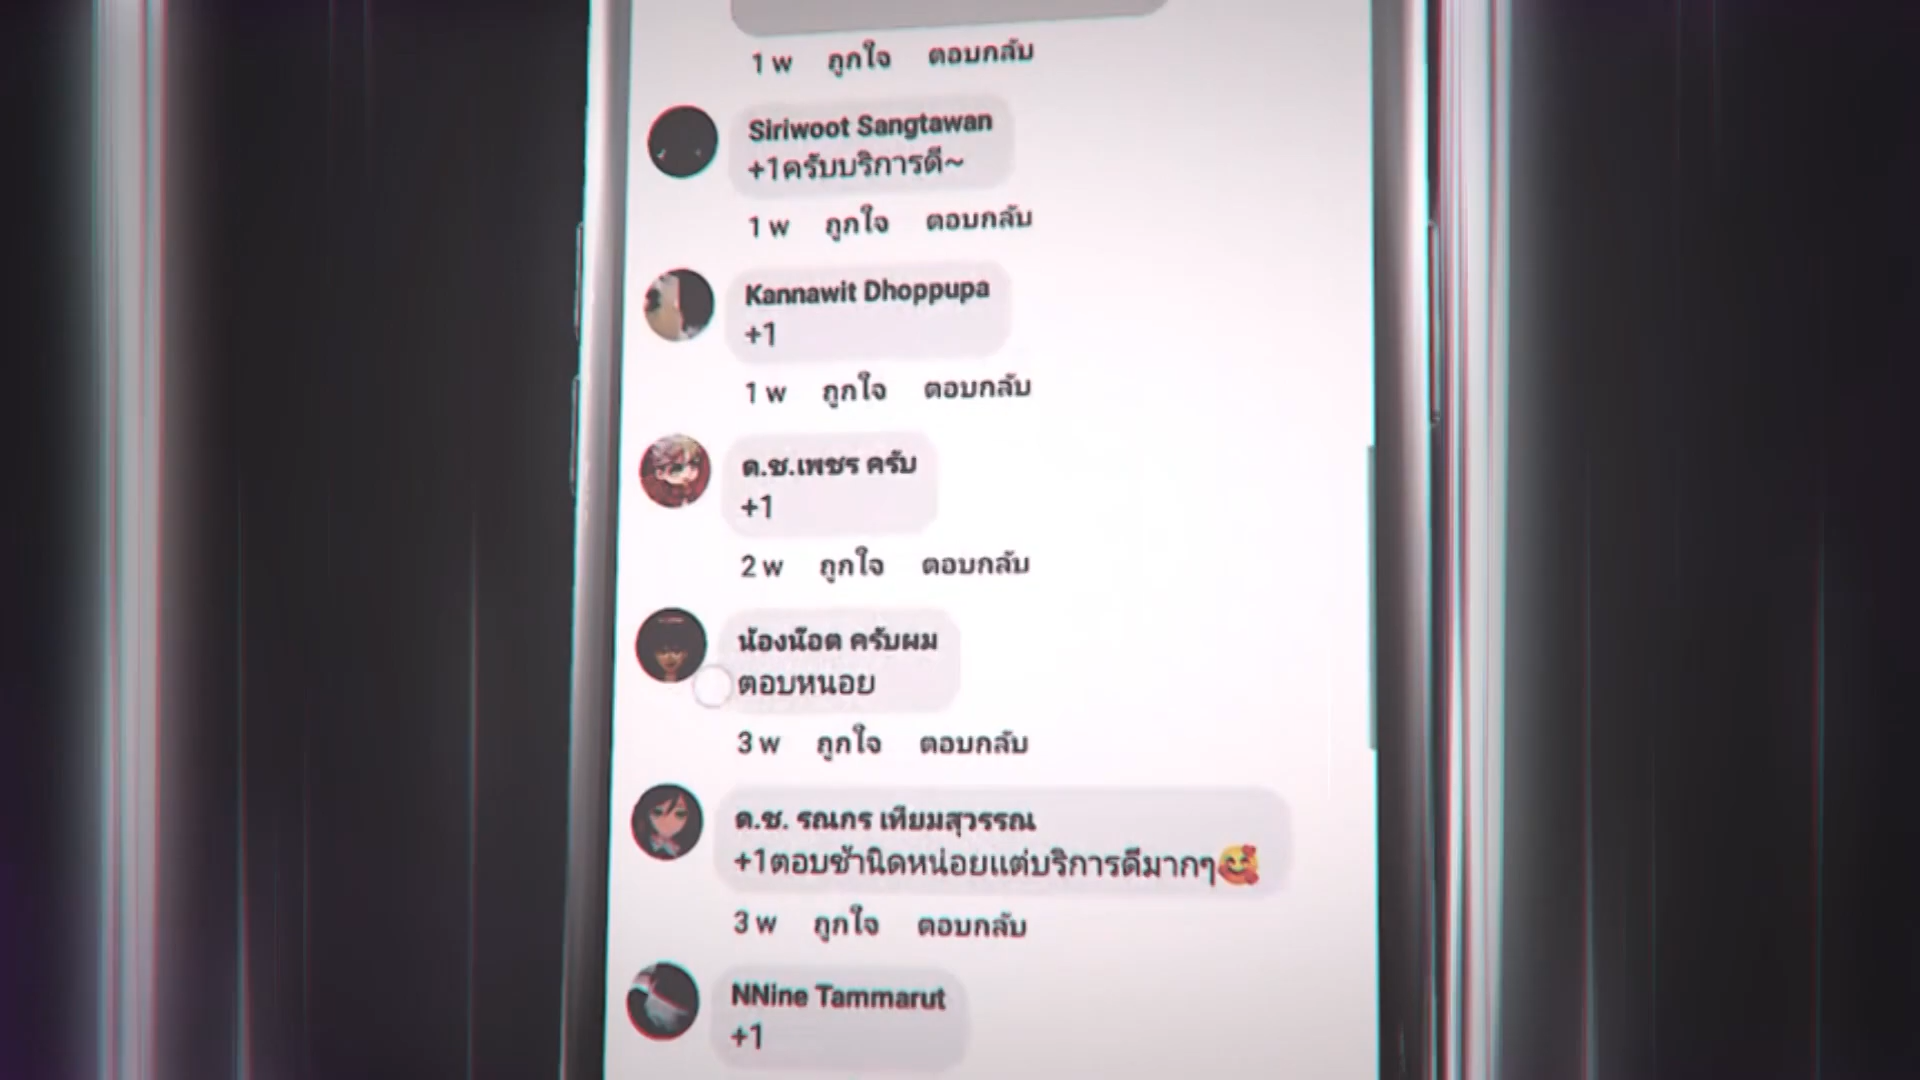 1 w ถูกใจ ตอบกลับ
Siriwoot Sangtawan
+1ครับบริการดี~
1 w ถูกใจ ตอบกลับ
Kannawit Dhoppupa
+1
1 w ถูกใจ ตอบกลับ
ด.ช.เพชร ครับ
+1
2 w ถูกใจ ตอบกลับ
น้องน๊อต ครับผม
ตอบหนอย
3 w ถูกใจ ตอบกลับ
ด.ช. รณกร เทียมสุวรรณ
+1ตอบช้านิดหน่อยแต่บริการดีมากๆ🥰
3 w ถูกใจ ตอบกลับ
NNine Tammarut
+1